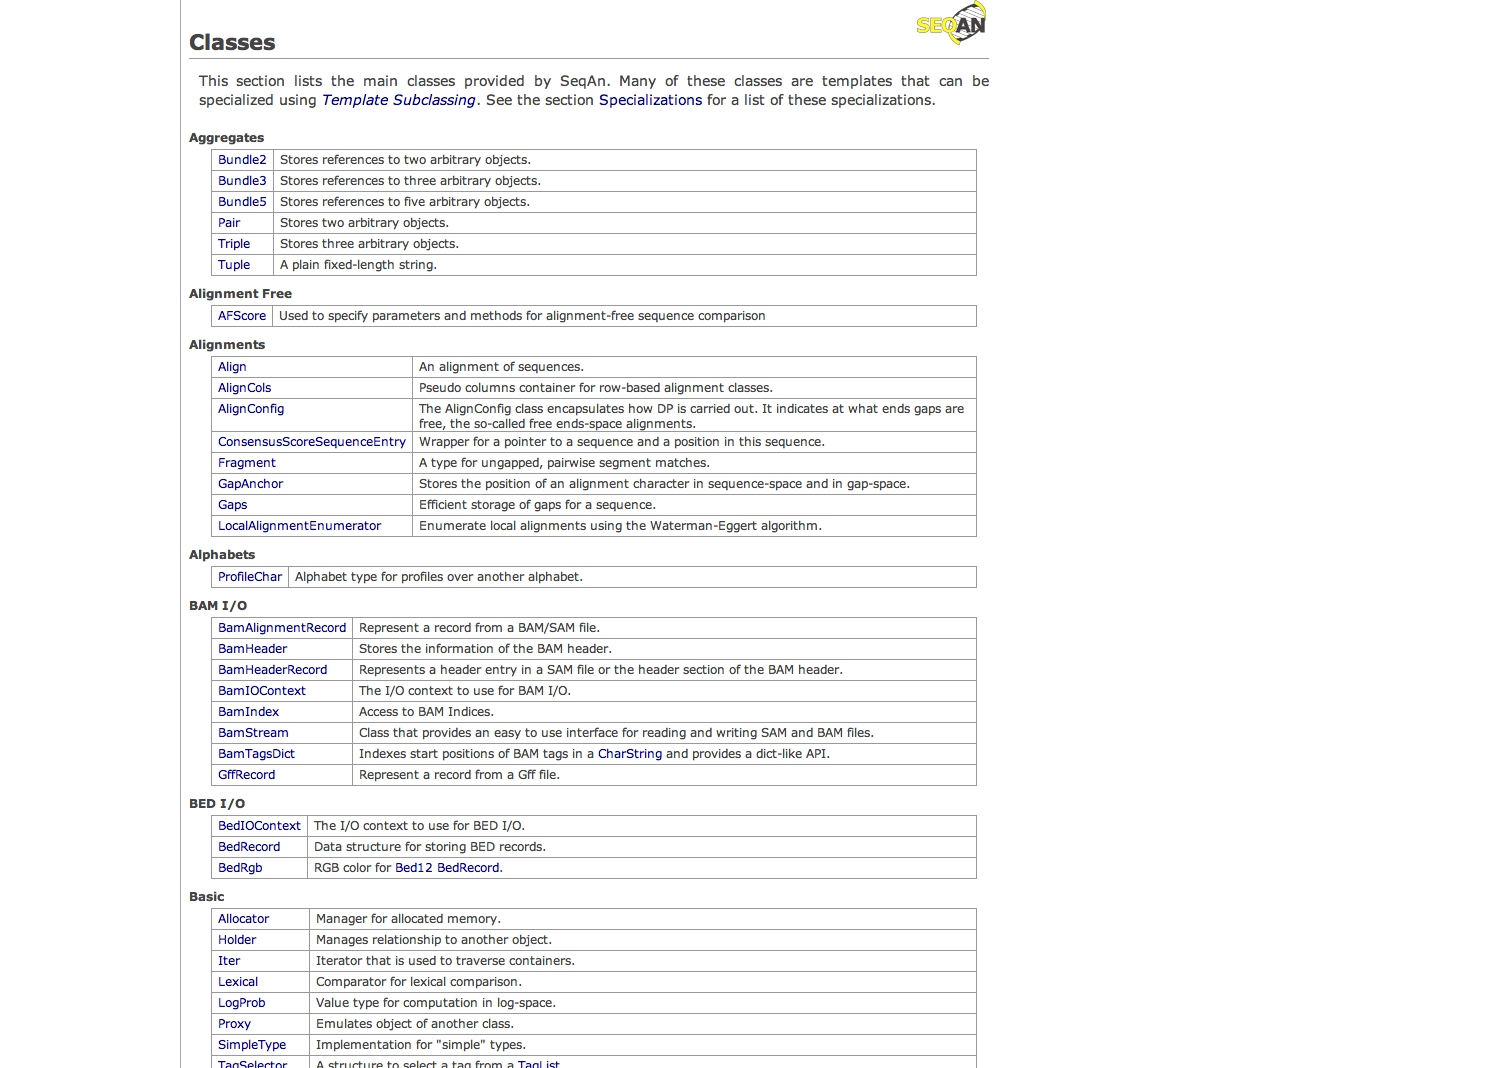 SEQAN
Classes
This section lists the main classes provided by SeqAn. Many of these classes are templates that can be
specialized using Template Subclassing. See the section Specializations for a list of these specializations.
Aggregates
Bundle2 Stores references to two arbitrary objects.
Bundle3 Stores references to three arbitrary objects.
Bundle5 Stores references to five arbitrary objects.
Pair Stores two arbitrary objects.
Triple Stores three arbitrary objects.
Tuple A plain fixed-length string.
Alignment Free
AFScore Used to specify parameters and methods for alignment-free sequence comparison
Alignments
Align An alignment of sequences.
AlignCols Pseudo columns container for row-based alignment classes.
AlignConfig The AlignConfig class encapsulates how DP is carried out. It indicates at what ends gaps are
free, the so-called free ends-space alignments.
ConsensusScoreSequenceEntry Wrapper for a pointer to a sequence and a position in this sequence.
Fragment A type for ungapped, pairwise segment matches.
GapAnchor Stores the position of an alignment character in sequence-space and in gap-space.
Gaps Efficient storage of gaps for a sequence.
LocalAlignmentEnumerator Enumerate local alignments using the Waterman-Eggert algorithm.
Alphabets
ProfileChar Alphabet type for profiles over another alphabet.
BAM I/O
BamAlignmentRecord Represent a record from a BAM/SAM file.
BamHeader Stores the information of the BAM header.
BamHeaderRecord Represents a header entry in a SAM file or the header section of the BAM header.
BamIOContext The I/O context to use for BAM I/O.
BamIndex Access to BAM Indices.
BamStream Class that provides an easy to use interface for reading and writing SAM and BAM files.
BamTagsDict Indexes start positions of BAM tags in a CharString and provides a dict-like API.
GffRecord Represent a record from a Gff file.
BED I/O
BedIOContext The I/O context to use for BED I/O.
BedRecord Data structure for storing BED records.
BedRgb RGB color for Bed12 BedRecord.
Basic
Allocator Manager for allocated memory.
Holder Manages relationship to another object.
Iter Iterator that is used to traverse containers.
Lexical Comparator for lexical comparison.
LogProb Value type for computation in log-space.
Proxy Emulates object of another class.
SimpleType Implementation for "simple" types.
TagSelector A structure to select a tag from a TagList